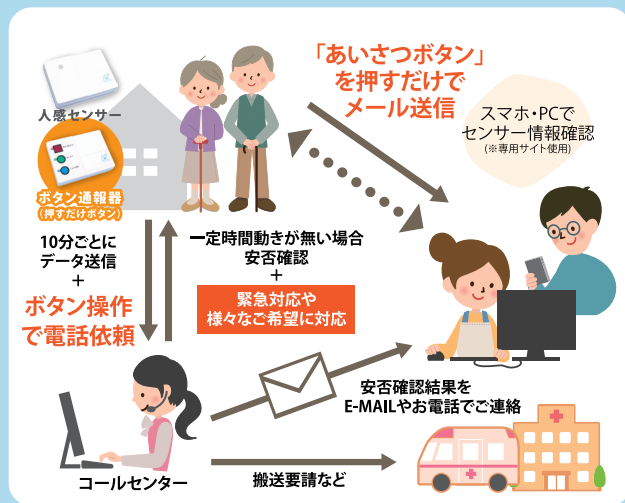 「あいさつボタン」
を押すだけで
メール送信
スマホ・PCで
センサー情報確認
(※専用サイト使用)
人感センサー
ボタン通報器
(押すだけボタン)
10分ごとに
データ送信
+
ボタン操作
で電話依頼
一定時間動きが無い場合
安否確認
+
緊急対応や
様々なご希望に対応
安否確認結果を
E-MAILやお電話でご連絡
コールセンター
搬送要請など